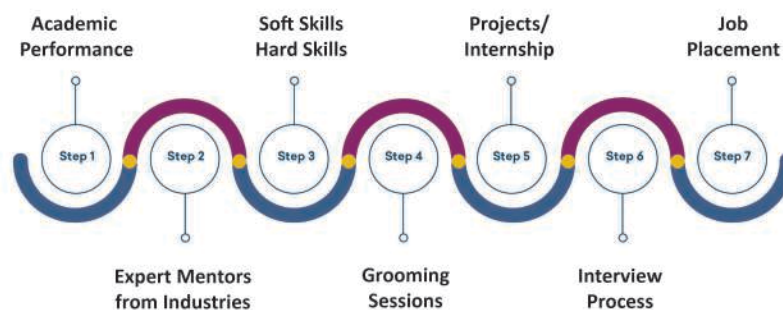 Academic
Performance
Soft Skills
Hard Skills
Projects/
Internship
Job
Placement
Step 1
Step 2
Step 3
Step 4
Step 5
Step 6
Step 7
Expert Mentors
from Industries
Grooming
Sessions
Interview
Process